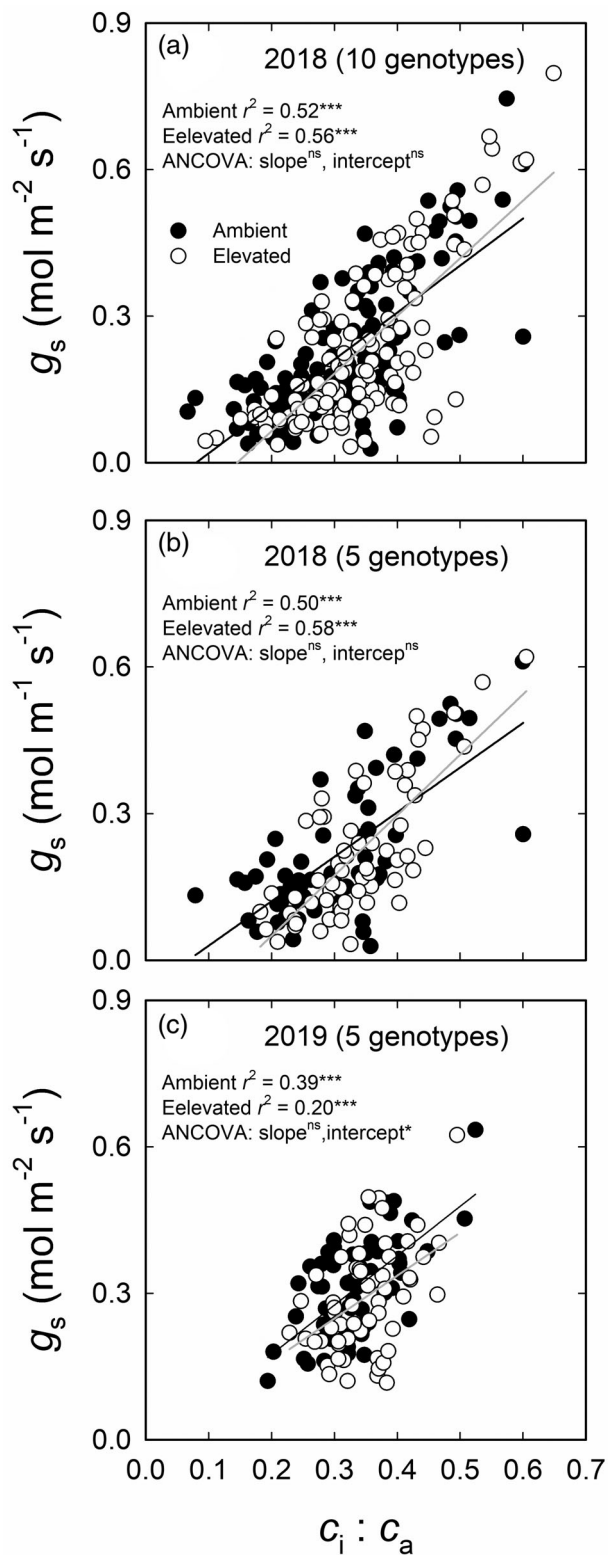 (a) 2018 (10 genotypes)
Ambient r² = 0.52***
Eelevated r² = 0.56***
ANCOVA: slopeⁿˢ, interceptⁿˢ
Ambient
Elevated
0.9
0.6
0.3
0.0
gₛ (mol m⁻² s⁻¹)
(b) 2018 (5 genotypes)
Ambient r² = 0.50***
Eelevated r² = 0.58***
ANCOVA: slopeⁿˢ, intercepⁿˢ
0.9
0.6
0.3
0.0
gₛ (mol m⁻¹ s⁻¹)
(c) 2019 (5 genotypes)
Ambient r² = 0.39***
Eelevated r² = 0.20***
ANCOVA: slopeⁿˢ,intercept*
0.9
0.6
0.3
0.0
gₛ (mol m⁻² s⁻¹)
0.0 0.1 0.2 0.3 0.4 0.5 0.6 0.7
cᵢ : cₐ